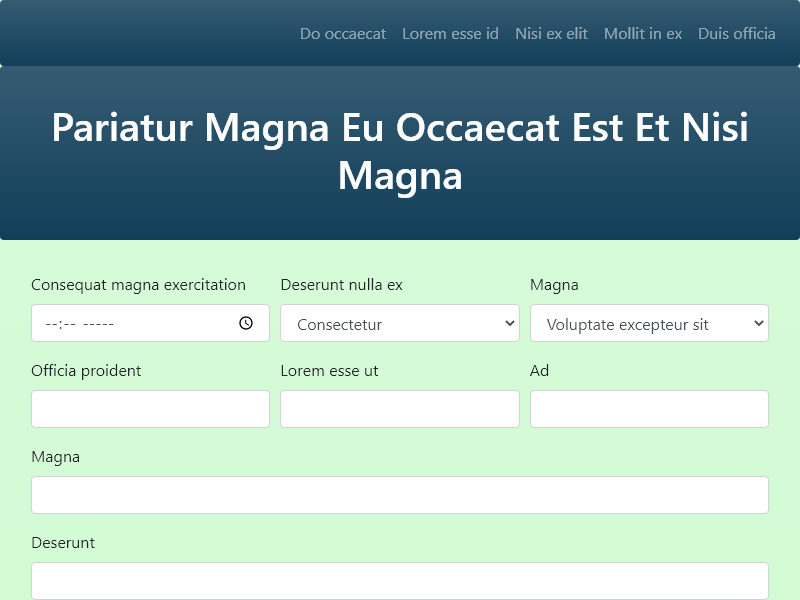 Do occaecat Lorem esse id Nisi ex elit Mollit in ex Duis officia
Pariatur Magna Eu Occaecat Est Et Nisi
Magna
Consequat magna exercitation Deserunt nulla ex Magna
--:-- ----- Consectetur Voluptate excepteur sit
Officia proident Lorem esse ut Ad
Magna
Deserunt